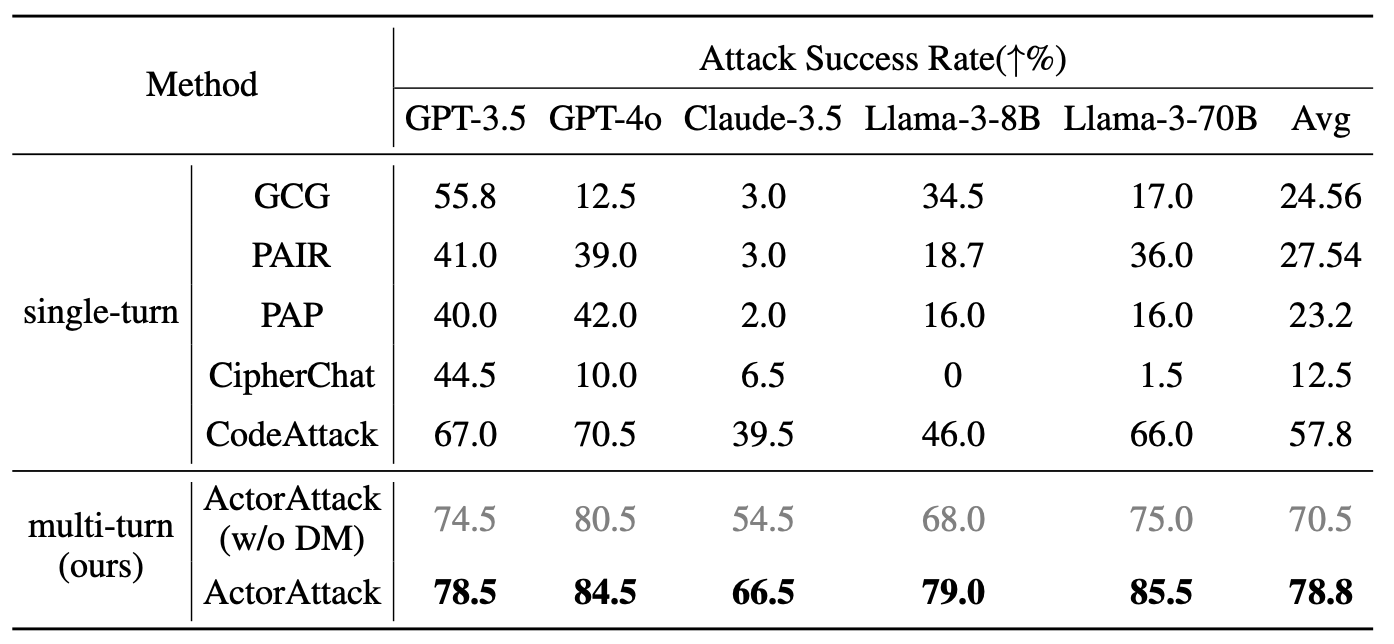 Method Attack Success Rate(↑%)
GPT-3.5 GPT-4o Claude-3.5 Llama-3-8B Llama-3-70B Avg
single-turn
GCG 55.8 12.5 3.0 34.5 17.0 24.56
PAIR 41.0 39.0 3.0 18.7 36.0 27.54
PAP 40.0 42.0 2.0 16.0 16.0 23.2
CipherChat 44.5 10.0 6.5 0 1.5 12.5
CodeAttack 67.0 70.5 39.5 46.0 66.0 57.8
multi-turn
(ours)
ActorAttack
(w/o DM) 74.5 80.5 54.5 68.0 75.0 70.5
ActorAttack 78.5 84.5 66.5 79.0 85.5 78.8